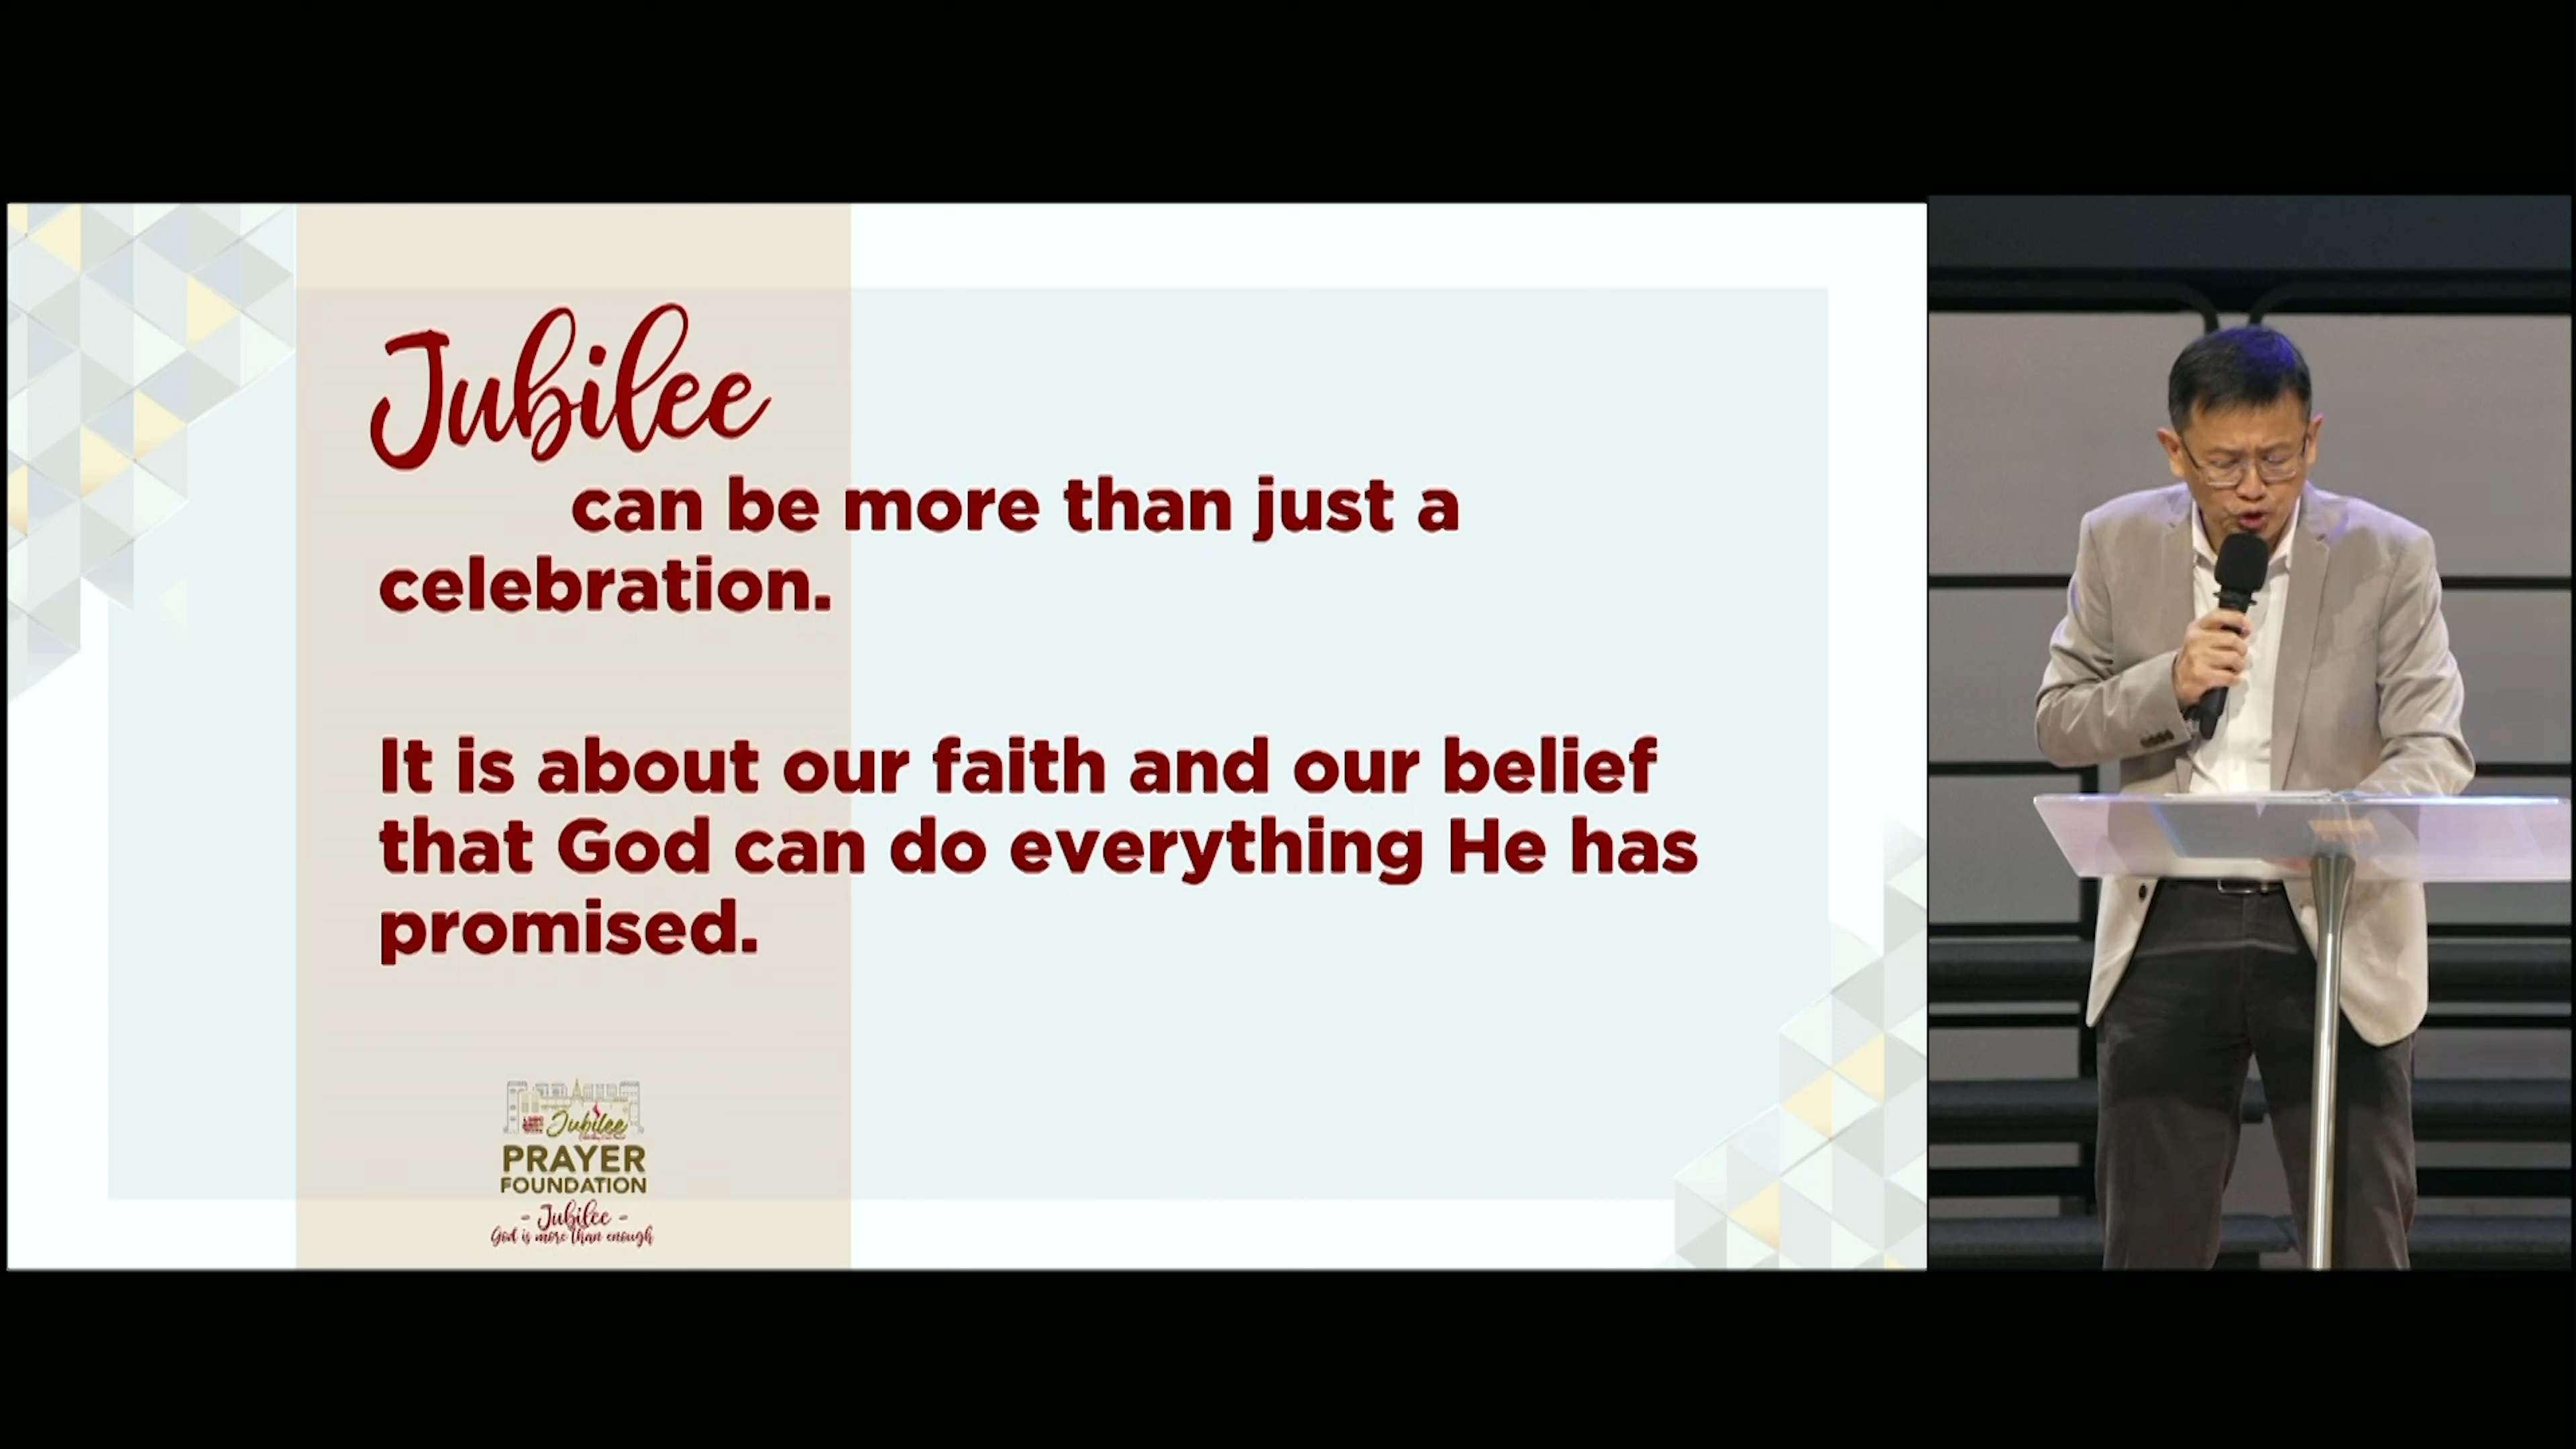 Jubilee
can be more than just a
celebration.
It is about our faith and our belief
that God can do everything He has
promised.
Jubilee
PRAYER
FOUNDATION
- Jubilee -
God is more than enough